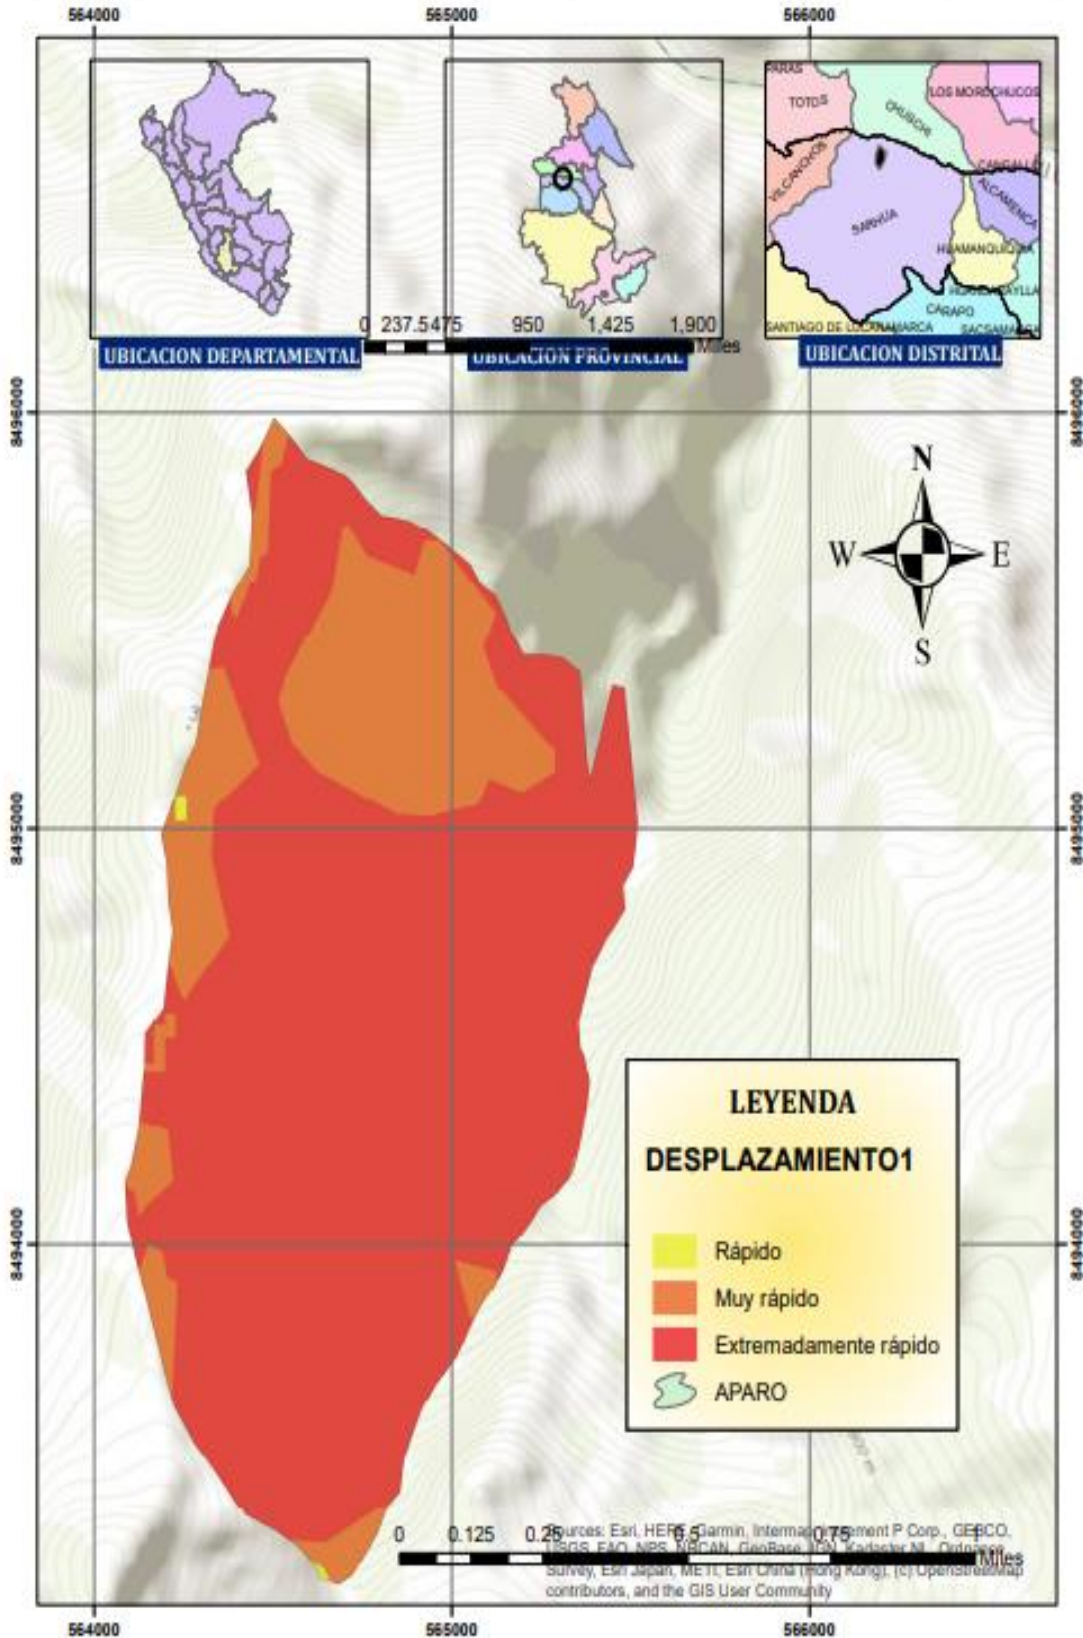 564000 565000 566000
PARAS
TOTOS
CHUSCHI
LOS MOROCHUCOS
VILCANCHOS
CANGALLO
SARHUA
ALCAMENCA
HUAMANQUIQUIA
CARAPO
SANTIAGO DE LUCANAMARCA
SACSAMARCA
0 237.5475 950 1,425 1,900
Miles
UBICACION DEPARTAMENTAL
UBICACION PROVINCIAL
UBICACION DISTRITAL
8496000 8496000
N
W E
S
8495000 8495000
LEYENDA
DESPLAZAMIENTO1
Rápido
Muy rápido
Extremadamente rápido
APARO
8494000 8494000
0 0.125 0.25 0.5 0.75 1
Miles
Sources: Esri, HERE, Garmin, Intermap, increment P Corp., GEBCO,
USGS, FAO, NPS, NRCAN, GeoBase, IGN, Kadaster NL, Ordnance
Survey, Esri Japan, METI, Esri China (Hong Kong), (c) OpenStreetMap
contributors, and the GIS User Community
564000 565000 566000